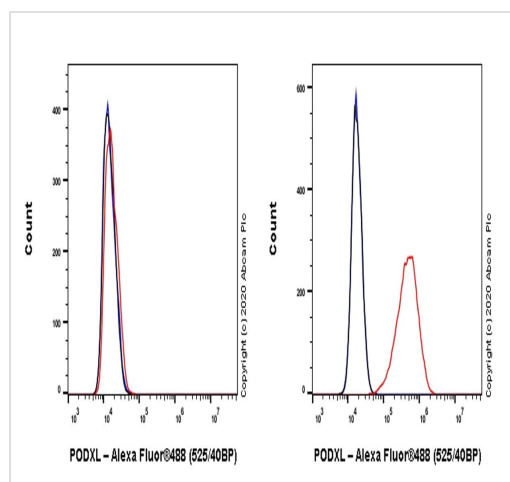 400
300
200
100
0
Count
10³ 10⁴ 10⁵ 10⁶ 10⁷
PODXL – Alexa Fluor®488 (525/40BP)
Copyright (c) 2020 Abcam Plc
600
400
200
0
Count
10³ 10⁴ 10⁵ 10⁶ 10⁷
PODXL – Alexa Fluor®488 (525/40BP)
Copyright (c) 2020 Abcam Plc